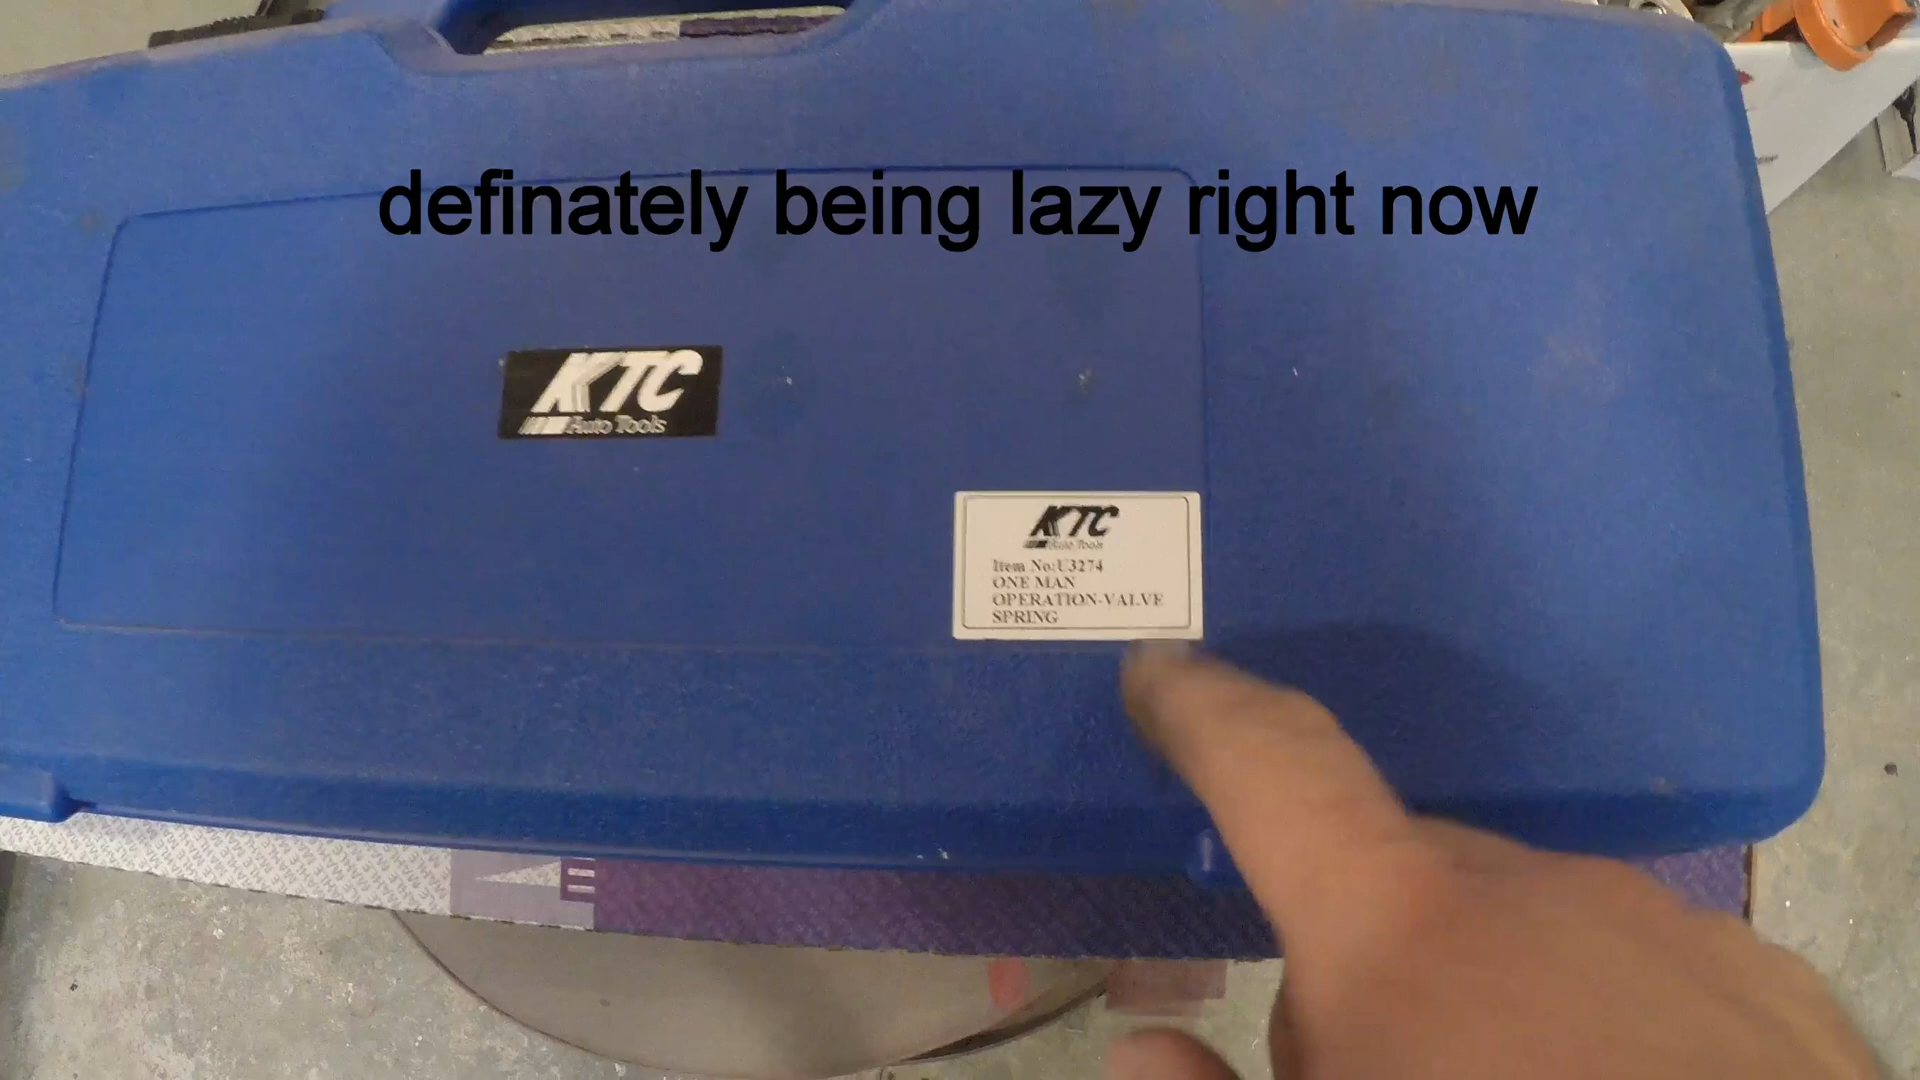 definately being lazy right now
KTC
Auto Tools
KTC
Auto Tools
Item No:U3274
ONE MAN
OPERATION-VALVE
SPRING